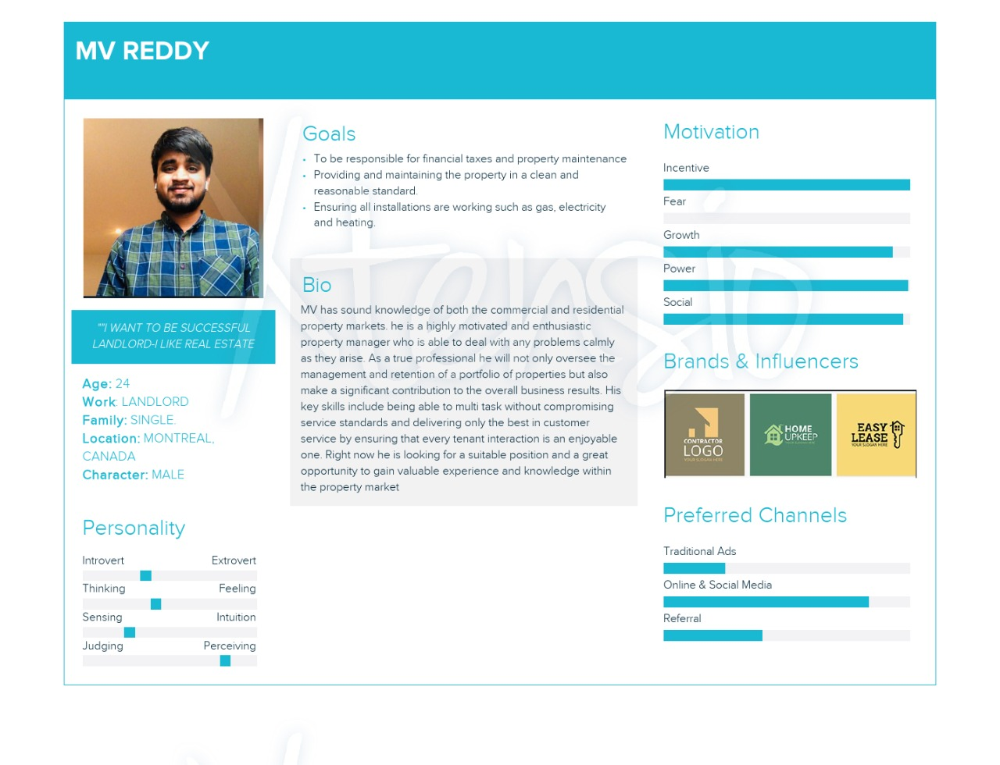 MV REDDY
""I WANT TO BE SUCCESSFUL
LANDLORD-I LIKE REAL ESTATE
Age: 24
Work: LANDLORD
Family: SINGLE.
Location: MONTREAL,
CANADA
Character: MALE
Personality
Introvert Extrovert
Thinking Feeling
Sensing Intuition
Judging Perceiving
Goals
• To be responsible for financial taxes and property maintenance
• Providing and maintaining the property in a clean and
reasonable standard.
• Ensuring all installations are working such as gas, electricity
and heating.
Bio
MV has sound knowledge of both the commercial and residential
property markets. he is a highly motivated and enthusiastic
property manager who is able to deal with any problems calmly
as they arise. As a true professional he will not only oversee the
management and retention of a portfolio of properties but also
make a significant contribution to the overall business results. His
key skills include being able to multi task without compromising
service standards and delivering only the best in customer
service by ensuring that every tenant interaction is an enjoyable
one. Right now he is looking for a suitable position and a great
opportunity to gain valuable experience and knowledge within
the property market
Motivation
Incentive
Fear
Growth
Power
Social
Brands & Influencers
CONTRACTOR
LOGO
YOUR SLOGAN HERE
HOME
UPKEEP
YOUR SLOGAN HERE
EASY
LEASE
YOUR SLOGAN HERE
Preferred Channels
Traditional Ads
Online & Social Media
Referral
Xtensio